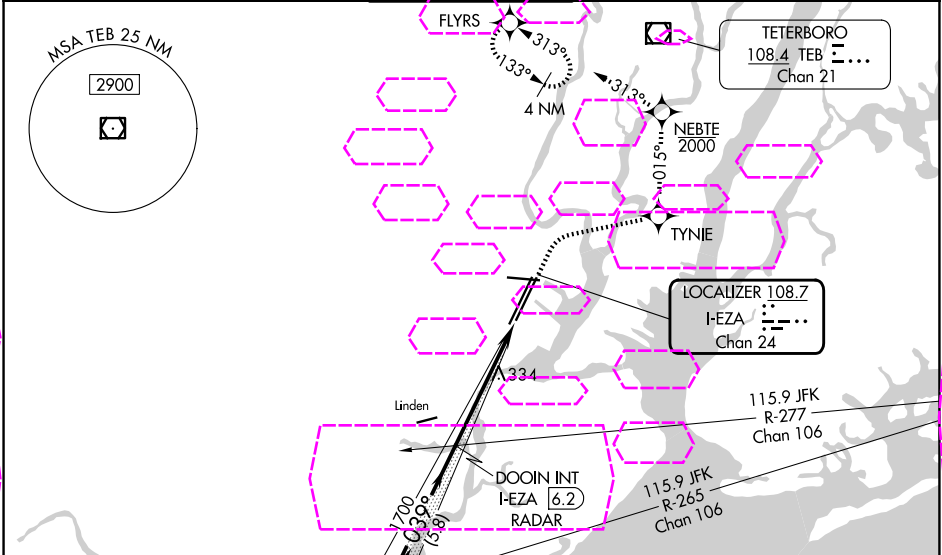 MSA TEB 25 NM
2900
FLYRS
313°
133°
4 NM
313°
TETERBORO
108.4 TEB
Chan 21
NEBTE
2000
015°
TYNIE
LOCALIZER 108.7
I-EZA
Chan 24
334
Linden
115.9 JFK
R-277
Chan 106
DOOIN INT
I-EZA 6.2
RADAR
115.9 JFK
R-265
Chan 106
1700
039°
(5.8)